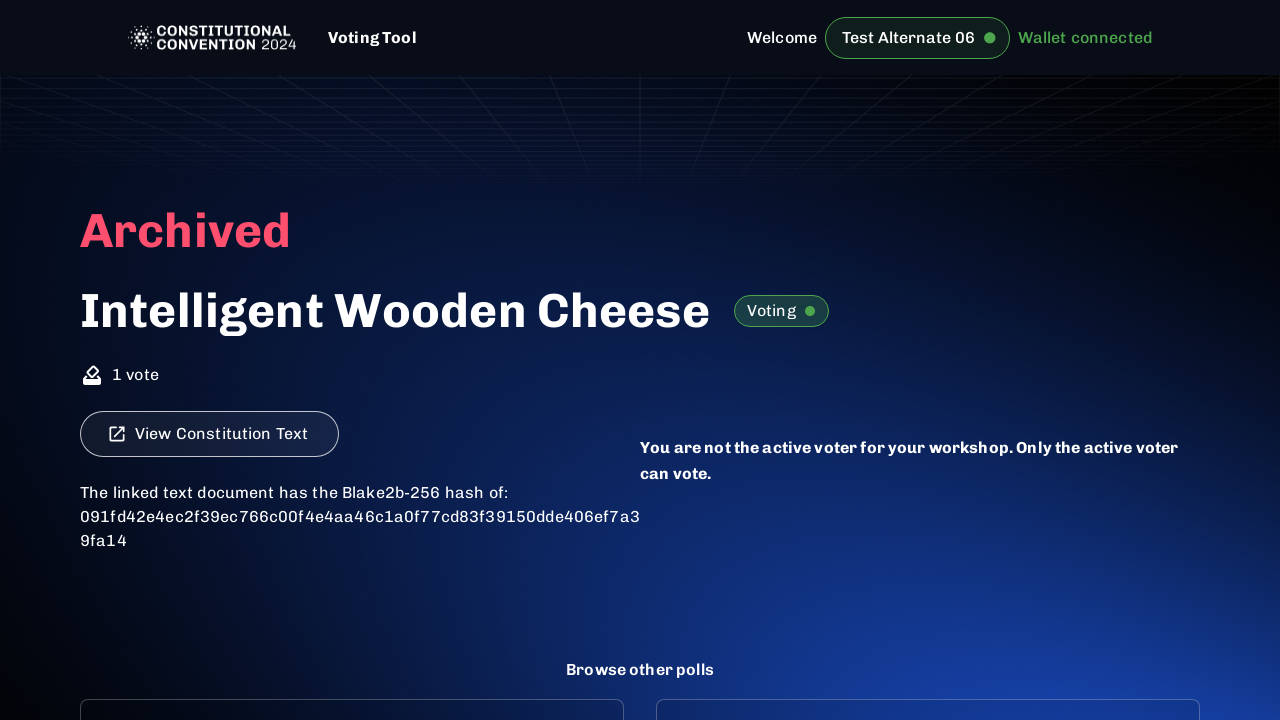 CONSTITUTIONAL
CONVENTION 2024
Voting Tool
Welcome
Test Alternate 06
Wallet connected
Archived
Intelligent Wooden Cheese
Voting
1 vote
View Constitution Text
You are not the active voter for your workshop. Only the active voter
can vote.
The linked text document has the Blake2b-256 hash of:
091fd42e4ec2f39ec766c00f4e4aa46c1a0f77cd83f39150dde406ef7a3
9fa14
Browse other polls